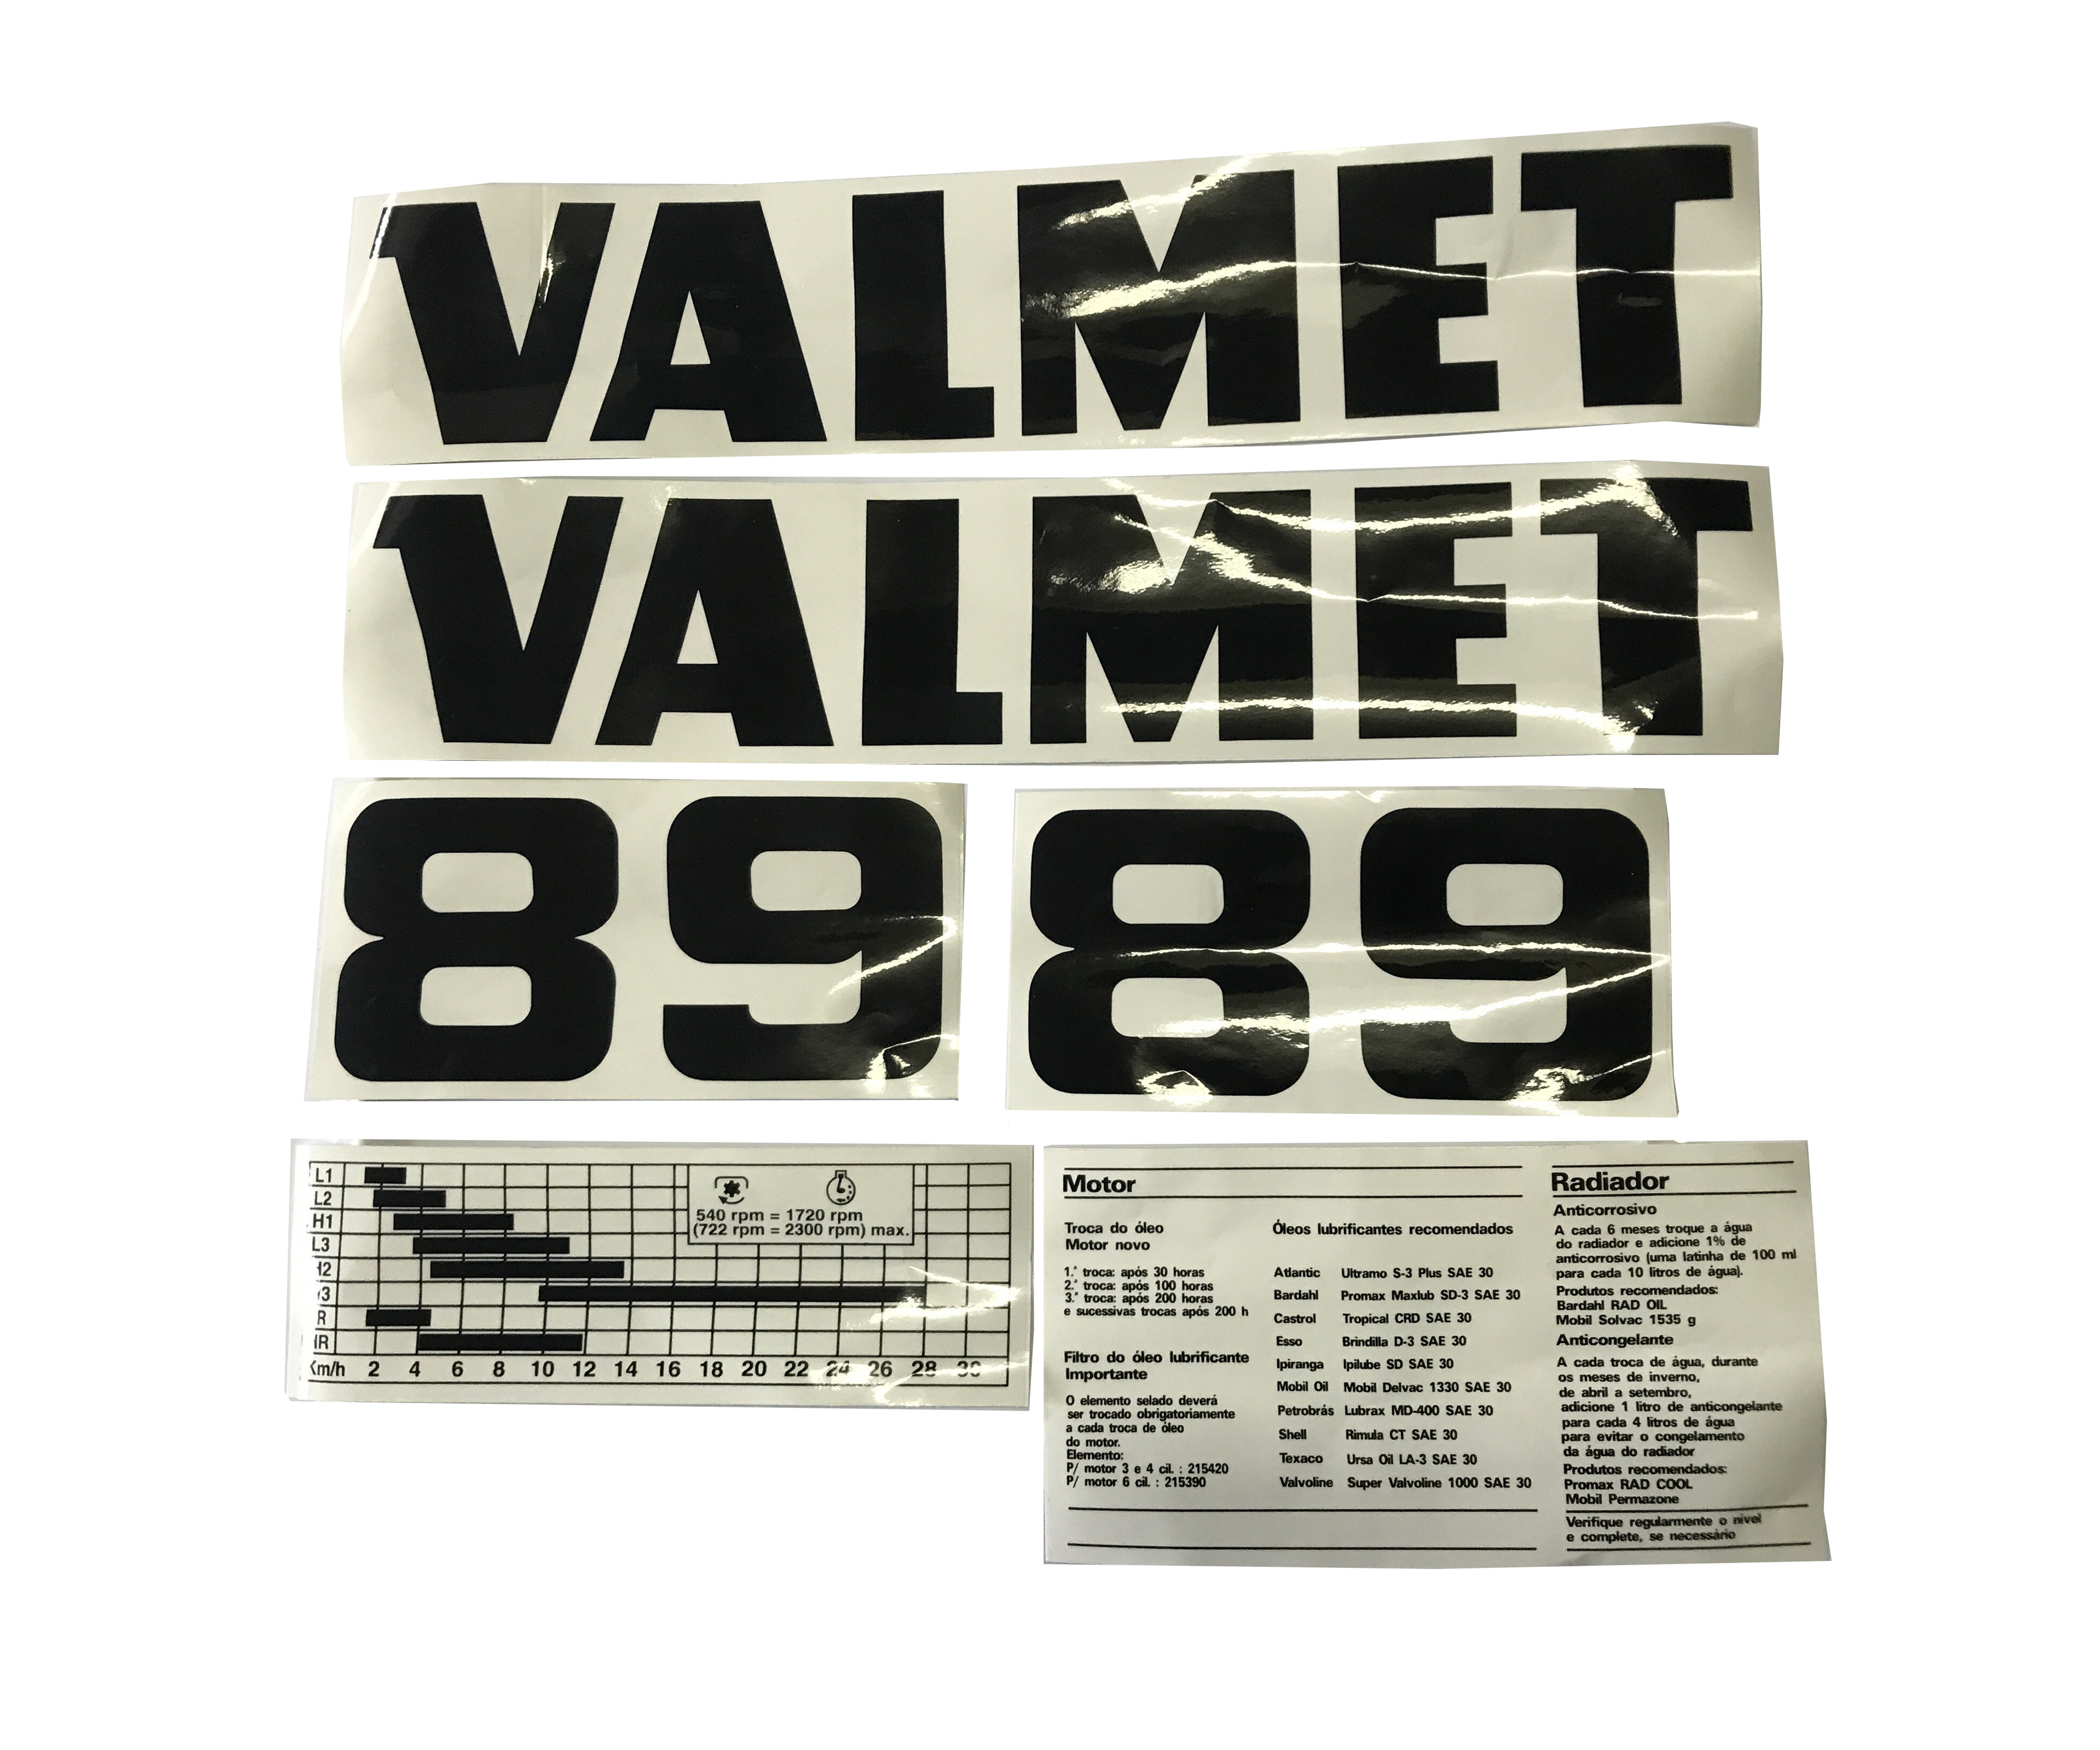 VALMET
VALMET
89 89
L1
L2
H1
L3
H2
3
R
HR
Km/h 2 4 6 8 10 12 14 16 18 20 22 24 26 28 30
540 rpm = 1720 rpm
(722 rpm = 2300 rpm) max.
Motor
Troca do óleo
Motor novo
1.ª troca: após 30 horas
2.ª troca: após 100 horas
3.ª troca: após 200 horas
e sucessivas trocas após 200 h
Filtro do óleo lubrificante
Importante
O elemento selado deverá
ser trocado obrigatoriamente
a cada troca de óleo
do motor.
Elemento:
P/ motor 3 e 4 cil. : 215420
P/ motor 6 cil. : 215390
Óleos lubrificantes recomendados
Atlantic Ultramo S-3 Plus SAE 30
Bardahl Promax Maxlub SD-3 SAE 30
Castrol Tropical CRD SAE 30
Esso Brindilla D-3 SAE 30
Ipiranga Ipilube SD SAE 30
Mobil Oil Mobil Delvac 1330 SAE 30
Petrobrás Lubrax MD-400 SAE 30
Shell Rimula CT SAE 30
Texaco Ursa Oil LA-3 SAE 30
Valvoline Super Valvoline 1000 SAE 30
Radiador
Anticorrosivo
A cada 6 meses troque a água
do radiador e adicione 1% de
anticorrosivo (uma latinha de 100 ml
para cada 10 litros de água).
Produtos recomendados:
Bardahl RAD OIL
Mobil Solvac 1535 g
Anticongelante
A cada troca de água, durante
os meses de inverno,
de abril a setembro,
adicione 1 litro de anticongelante
para cada 4 litros de água
para evitar o congelamento
da água do radiador
Produtos recomendados:
Promax RAD COOL
Mobil Permazone
Verifique regularmente o nível
e complete, se necessário